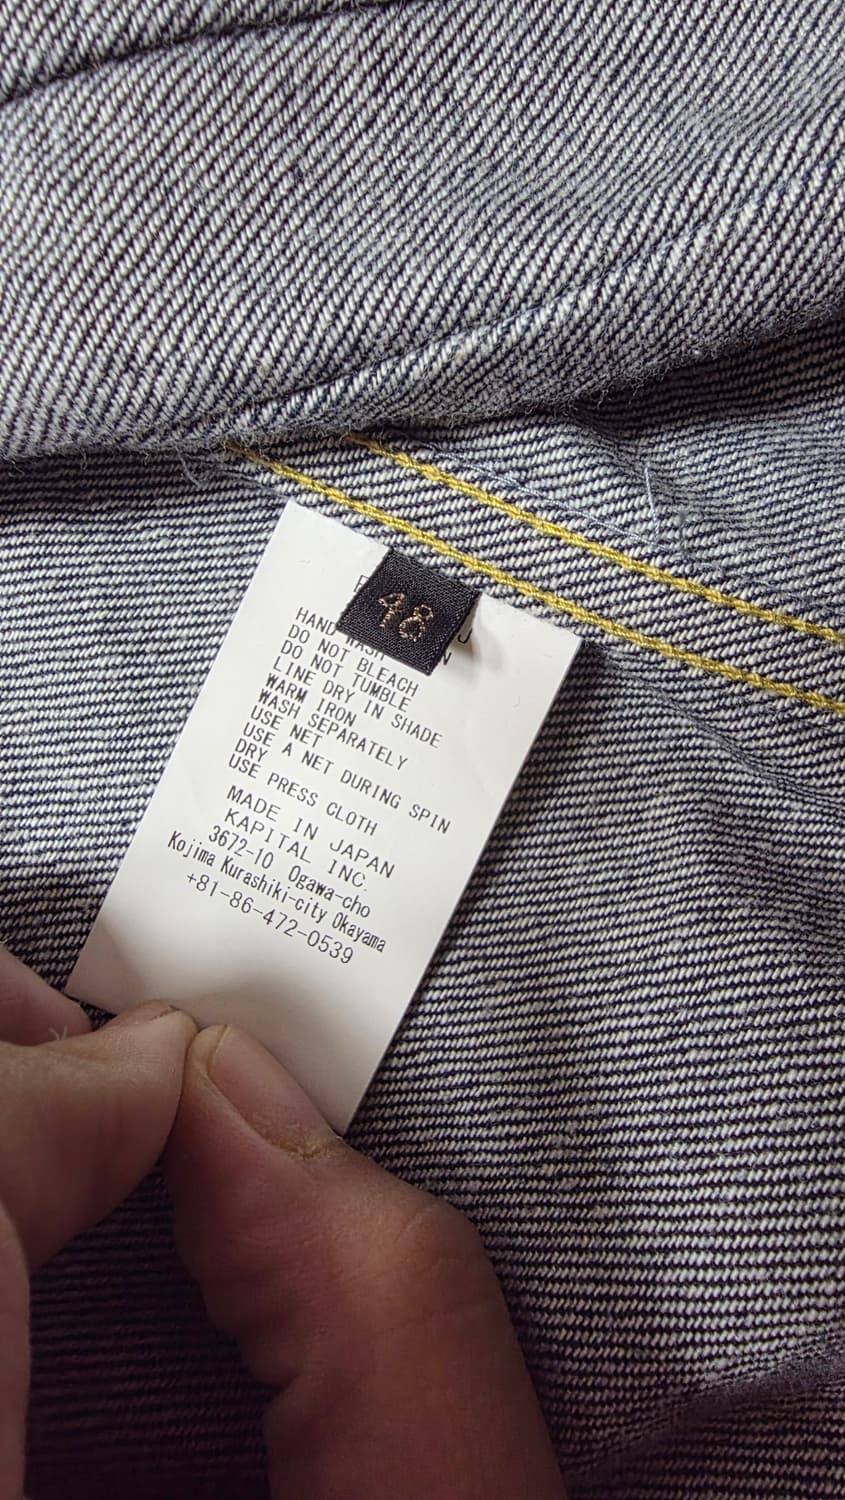 48
HAND WASH
DO NOT BLEACH
DO NOT TUMBLE
LINE DRY IN SHADE
WARM IRON
WASH SEPARATELY
USE NET
USE A NET DURING SPIN
DRY
USE PRESS CLOTH
MADE IN JAPAN
KAPITAL INC.
3672-10 Ogawa-cho
Kojima Kurashiki-city Okayama
+81-86-472-0539